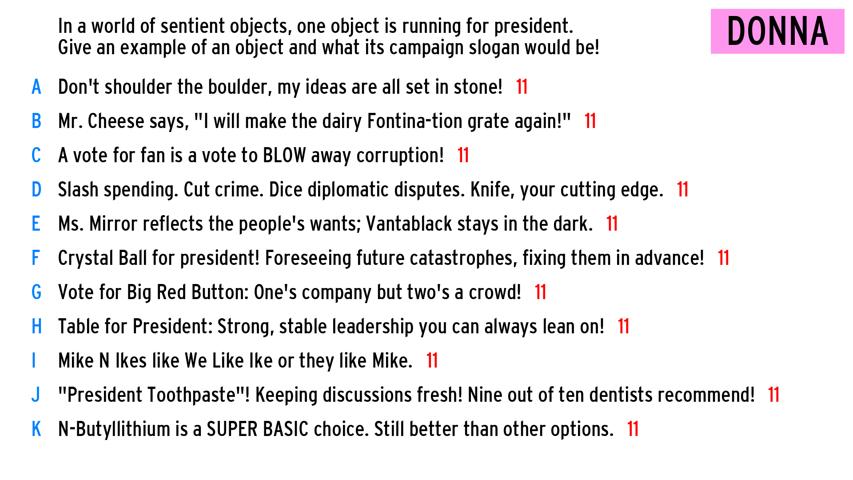 In a world of sentient objects, one object is running for president.
Give an example of an object and what its campaign slogan would be!
DONNA
A Don't shoulder the boulder, my ideas are all set in stone! 11
B Mr. Cheese says, "I will make the dairy Fontina-tion grate again!" 11
C A vote for fan is a vote to BLOW away corruption! 11
D Slash spending. Cut crime. Dice diplomatic disputes. Knife, your cutting edge. 11
E Ms. Mirror reflects the people's wants; Vantablack stays in the dark. 11
F Crystal Ball for president! Foreseeing future catastrophes, fixing them in advance! 11
G Vote for Big Red Button: One's company but two's a crowd! 11
H Table for President: Strong, stable leadership you can always lean on! 11
I Mike N Ikes like We Like Ike or they like Mike. 11
J "President Toothpaste"! Keeping discussions fresh! Nine out of ten dentists recommend! 11
K N-Butyllithium is a SUPER BASIC choice. Still better than other options. 11